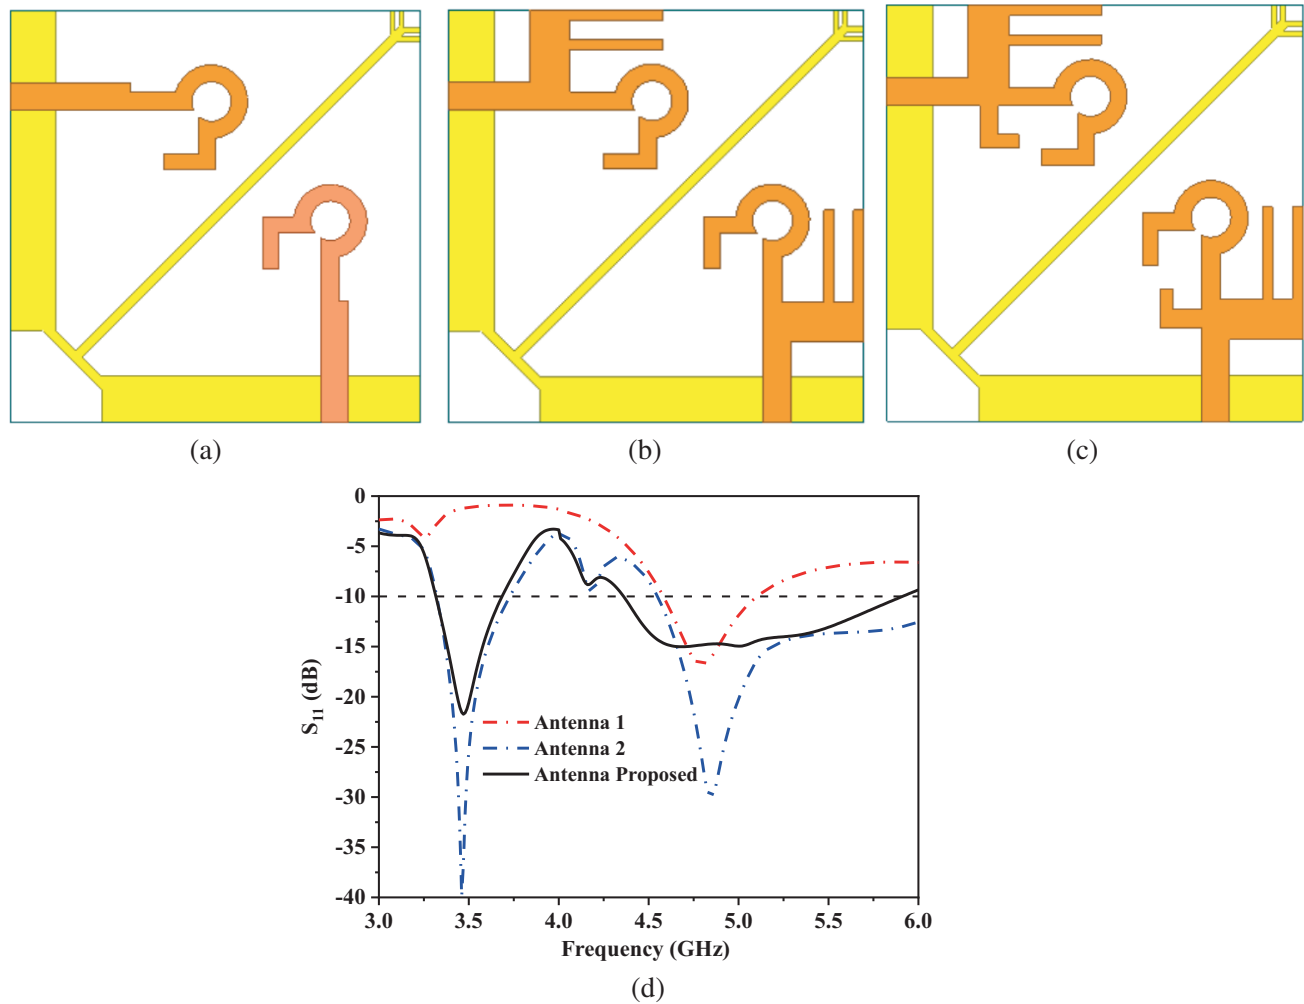 (a)
(b)
(c)
0
-5
-10
-15
-20
-25
-30
-35
-40
S11 (dB)
Antenna 1
Antenna 2
Antenna Proposed
3.0 3.5 4.0 4.5 5.0 5.5 6.0
Frequency (GHz)
(d)